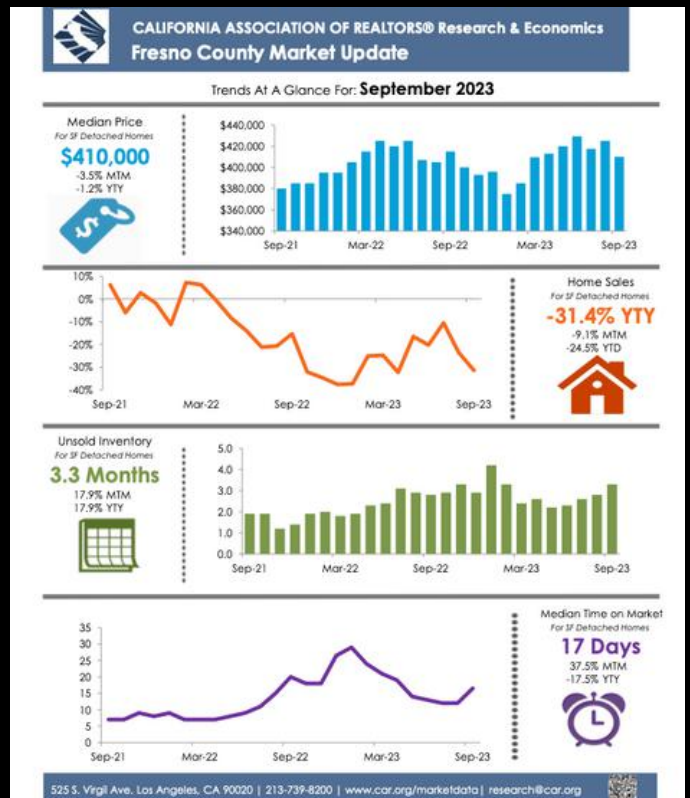 CALIFORNIA ASSOCIATION OF REALTORS® Research & Economics
Fresno County Market Update
Trends At A Glance For: September 2023
Median Price
For SF Detached Homes
$410,000
-3.5% MTM
-1.2% YTY
$
$440,000
$420,000
$400,000
$380,000
$360,000
$340,000
Sep-21 Mar-22 Sep-22 Mar-23 Sep-23
10%
0%
-10%
-20%
-30%
-40%
Sep-21 Mar-22 Sep-22 Mar-23 Sep-23
Home Sales
For SF Detached Homes
-31.4% YTY
-9.1% MTM
-24.5% YTD
Unsold Inventory
For SF Detached Homes
3.3 Months
17.9% MTM
17.9% YTY
5.0
4.0
3.0
2.0
1.0
0.0
Sep-21 Mar-22 Sep-22 Mar-23 Sep-23
35
30
25
20
15
10
5
0
Sep-21 Mar-22 Sep-22 Mar-23 Sep-23
Median Time on Market
For SF Detached Homes
17 Days
37.5% MTM
-17.5% YTY
525 S. Virgil Ave. Los Angeles, CA 90020 | 213-739-8200 | www.car.org/marketdata| research@car.org